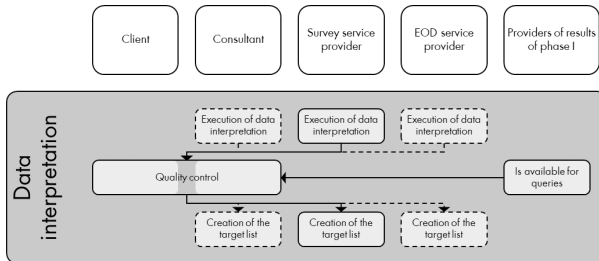 Client
Consultant
Survey service
provider
EOD service
provider
Providers of results
of phase I
Data
interpretation
Execution of data
interpretation
Execution of data
interpretation
Execution of data
interpretation
Quality control
Is available for
queries
Creation of the
target list
Creation of the
target list
Creation of the
target list